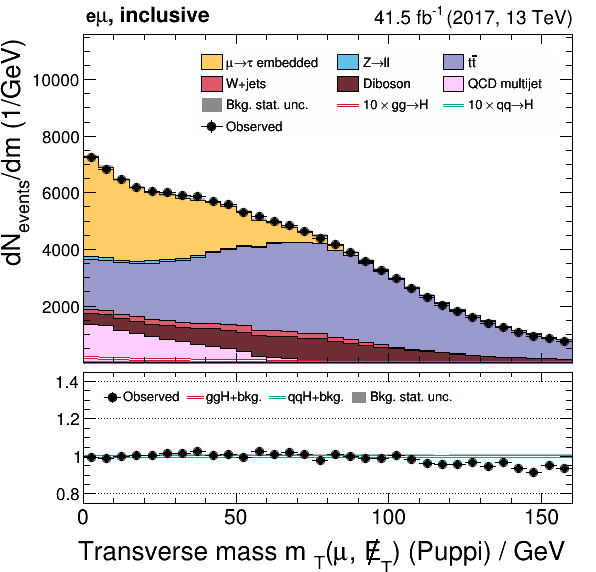 eμ, inclusive 41.5 fb⁻¹ (2017, 13 TeV)
dN_events/dm (1/GeV)
μ→τ embedded Z→ll tt̄
W+jets Diboson QCD multijet
Bkg. stat. unc. 10 × gg→H 10 × qq→H
Observed
10000
8000
6000
4000
2000
1.4
Observed ggH+bkg. qqH+bkg. Bkg. stat. unc.
1.2
1
0.8
0 50 100 150
Transverse mass m_T(μ, E̸_T) (Puppi) / GeV